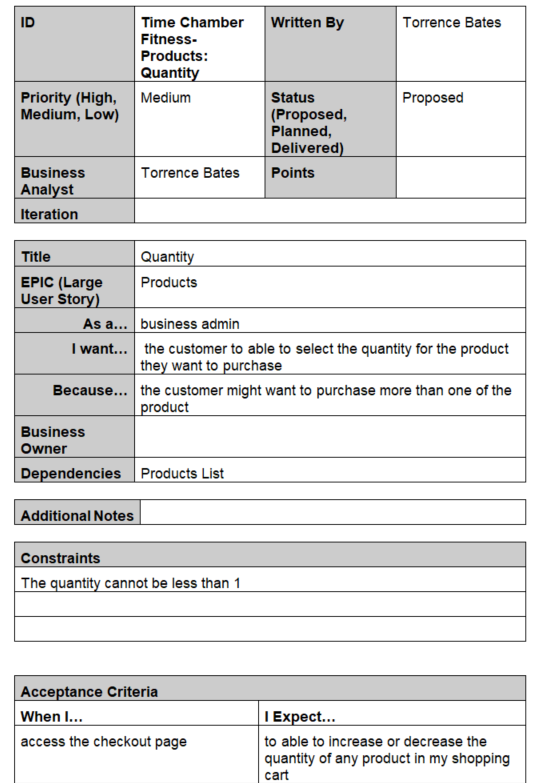 ID Time Chamber Written By Torrence Bates
Fitness-
Products:
Quantity
Priority (High, Medium Status Proposed
Medium, Low) (Proposed,
Planned,
Delivered)
Business Torrence Bates Points
Analyst
Iteration
Title Quantity
EPIC (Large Products
User Story)
As a... business admin
I want... the customer to able to select the quantity for the product
they want to purchase
Because... the customer might want to purchase more than one of the
product
Business
Owner
Dependencies Products List
Additional Notes
Constraints
The quantity cannot be less than 1
Acceptance Criteria
When I... I Expect...
access the checkout page to able to increase or decrease the
quantity of any product in my shopping
cart